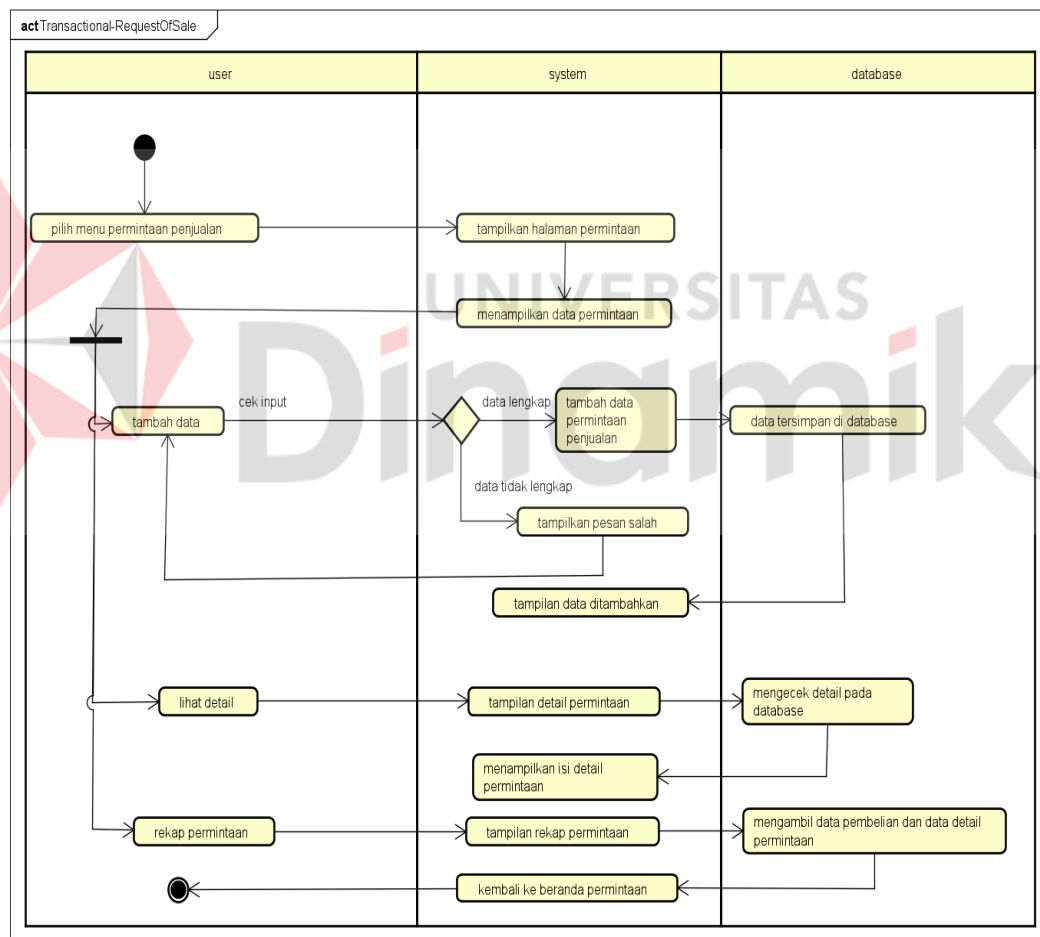 act Transactional-RequestOfSale
user
system
database
pilih menu permintaan penjualan
tampilkan halaman permintaan
UNIVERSITAS
menampilkan data permintaan
Dinamika
cek input
data lengkap
tambah data
permintaan
penjualan
tambah data
data tersimpan di database
data tidak lengkap
tampilkan pesan salah
tampilan data ditambahkan
lihat detail
tampilan detail permintaan
mengecek detail pada
database
menampilkan isi detail
permintaan
rekap permintaan
tampilan rekap permintaan
mengambil data pembelian dan data detail
permintaan
kembali ke beranda permintaan